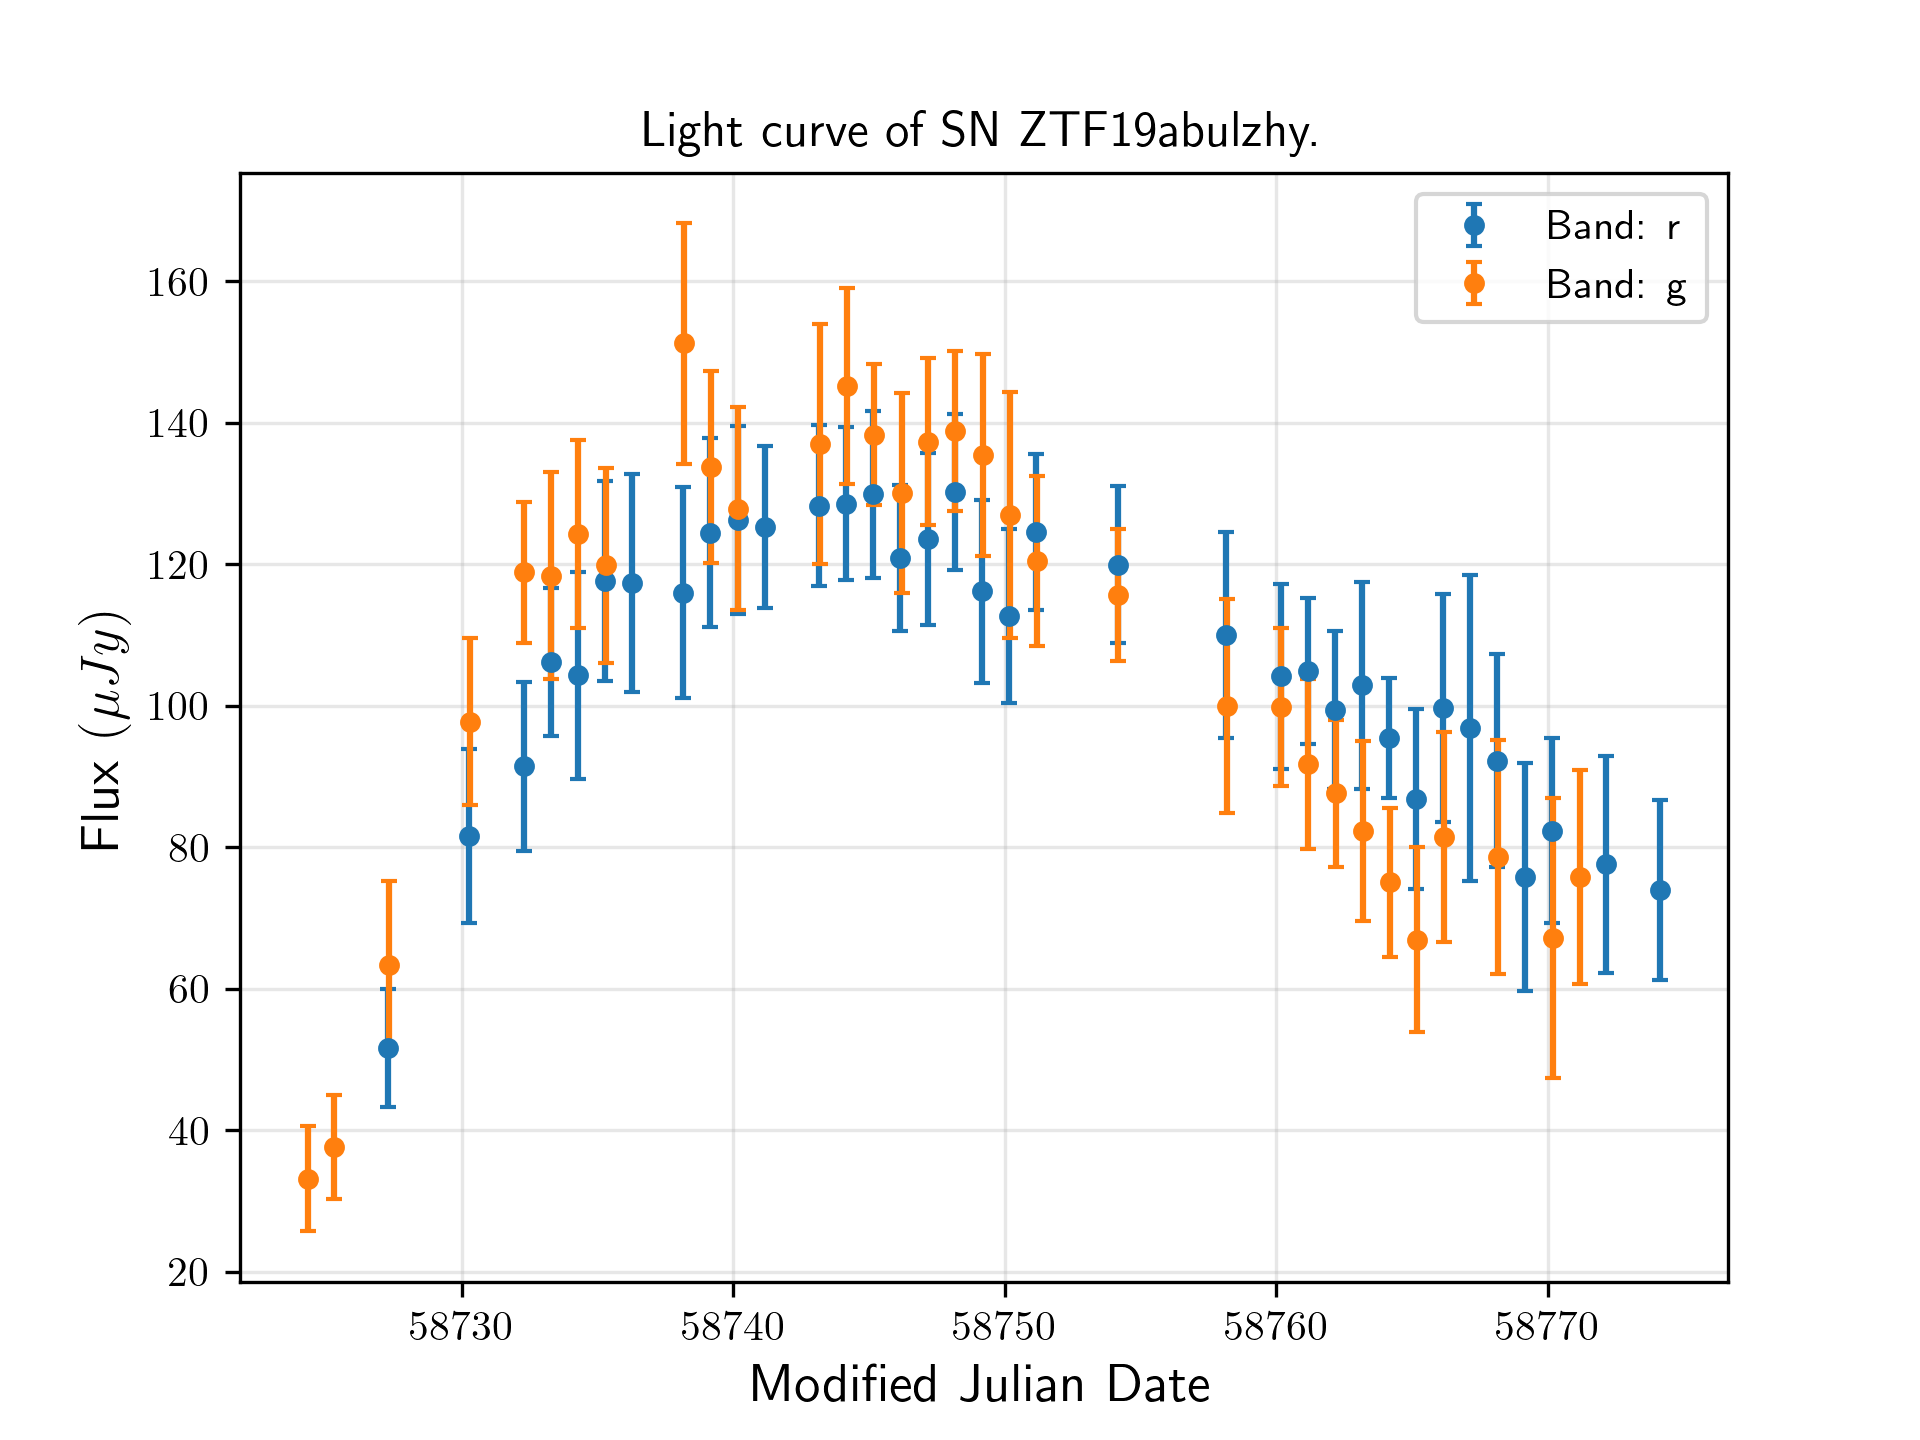 Light curve of SN ZTF19abulzhy.
Band: r
Band: g
160
140
120
100
80
60
40
20
Flux (μJy)
58730 58740 58750 58760 58770
Modified Julian Date